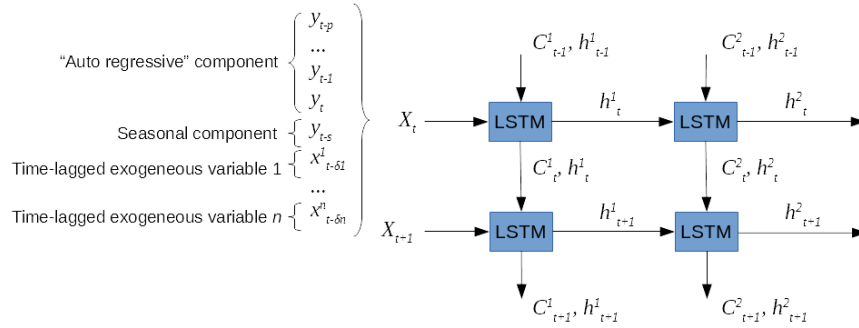 y_{t-p}
...
“Auto regressive” component
y_{t-1}
y_t
Seasonal component
y_{t-s}
Time-lagged exogeneous variable 1
x^1_{t-δ1}
...
Time-lagged exogeneous variable n
x^n_{t-δn}
C^1_{t-1}, h^1_{t-1}
C^2_{t-1}, h^2_{t-1}
X_t
LSTM
h^1_t
LSTM
h^2_t
C^1_t, h^1_t
C^2_t, h^2_t
X_{t+1}
LSTM
h^1_{t+1}
LSTM
h^2_{t+1}
C^1_{t+1}, h^1_{t+1}
C^2_{t+1}, h^2_{t+1}